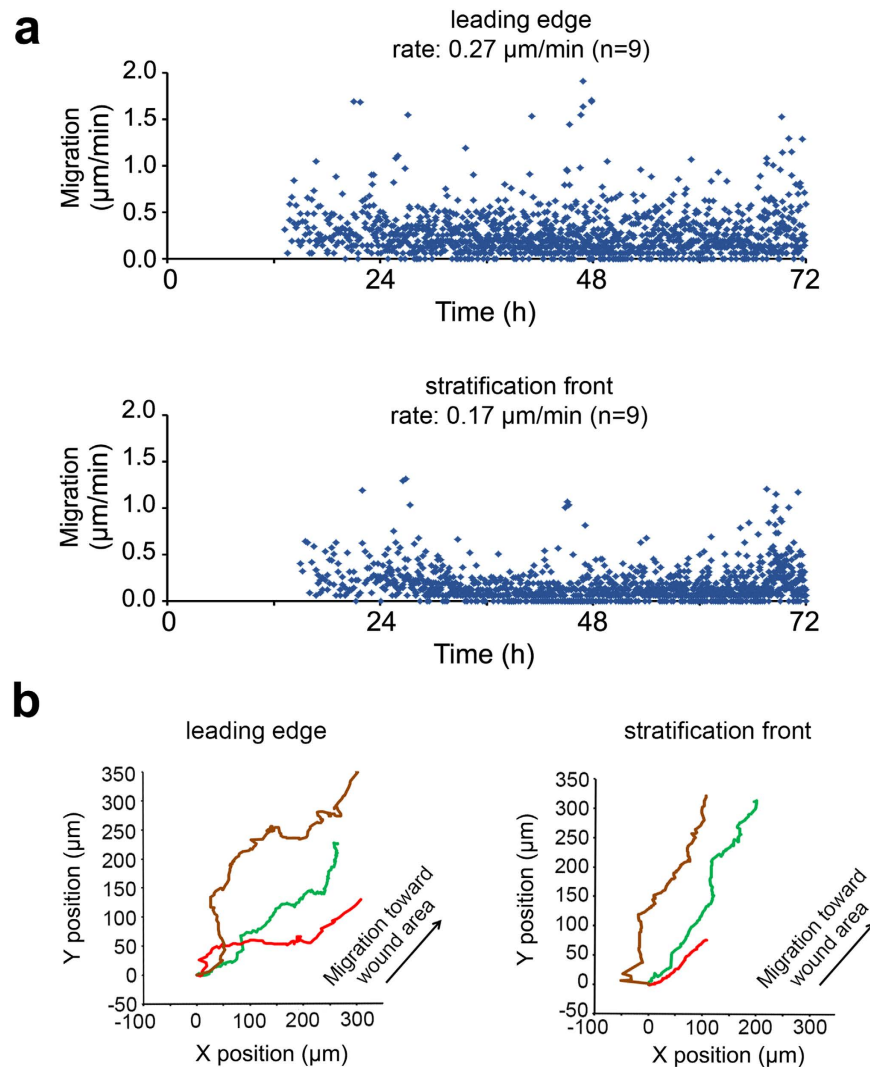 a
leading edge
rate: 0.27 µm/min (n=9)
Migration
(µm/min)
2.0
1.5
1.0
0.5
0.0
0
24
48
72
Time (h)
stratification front
rate: 0.17 µm/min (n=9)
Migration
(µm/min)
2.0
1.5
1.0
0.5
0.0
0
24
48
72
Time (h)
b
leading edge
Y position (µm)
350
300
250
200
150
100
50
0
-50
-100
0
100
200
300
X position (µm)
Migration toward
wound area
stratification front
Y position (µm)
350
300
250
200
150
100
50
0
-50
-100
0
100
200
300
X position (µm)
Migration toward
wound area